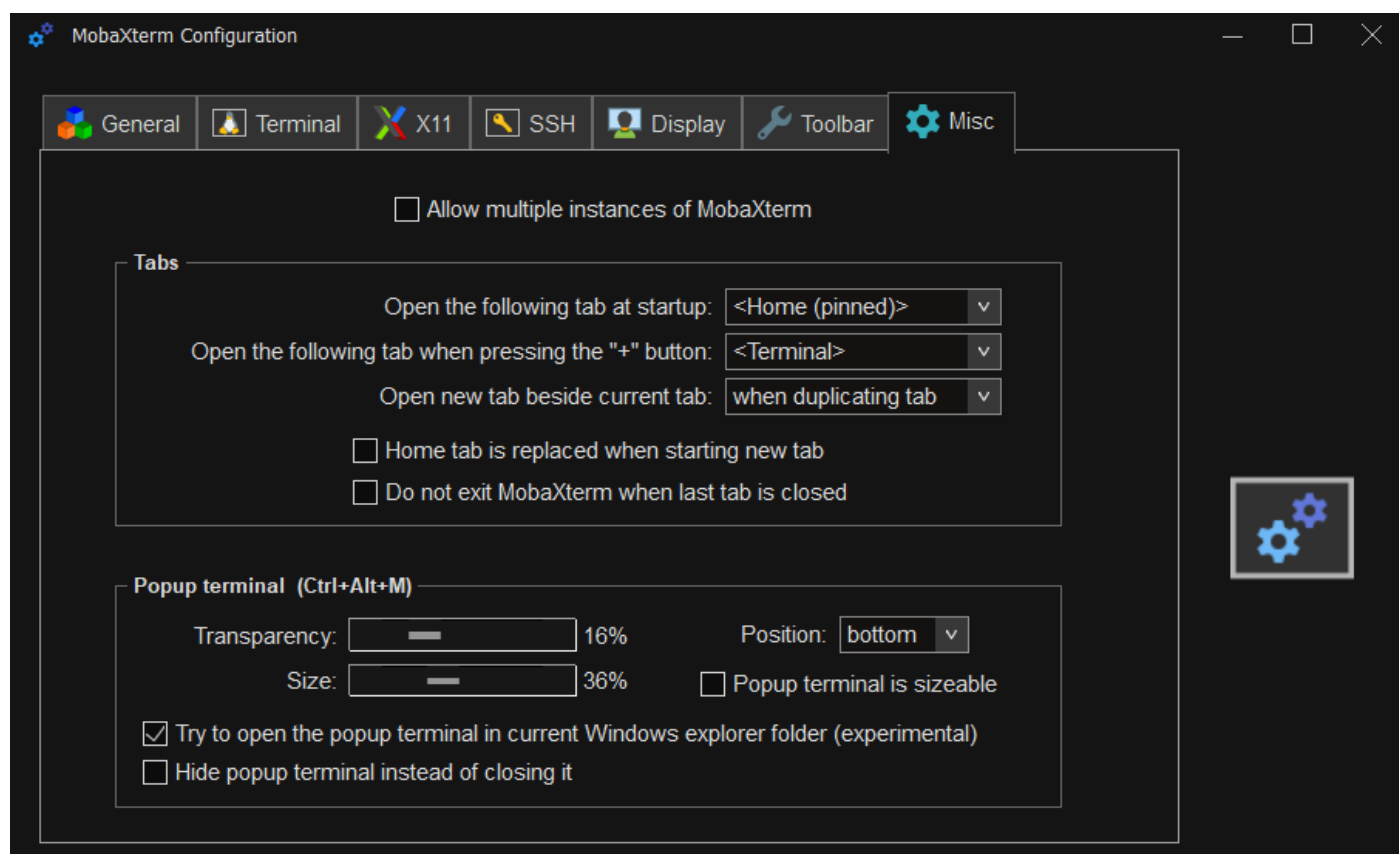 MobaXterm Configuration
General Terminal X11 SSH Display Toolbar Misc
Allow multiple instances of MobaXterm
Tabs
Open the following tab at startup: <Home (pinned)>
Open the following tab when pressing the "+" button: <Terminal>
Open new tab beside current tab: when duplicating tab
Home tab is replaced when starting new tab
Do not exit MobaXterm when last tab is closed
Popup terminal (Ctrl+Alt+M)
Transparency: 16% Position: bottom
Size: 36% Popup terminal is sizeable
Try to open the popup terminal in current Windows explorer folder (experimental)
Hide popup terminal instead of closing it